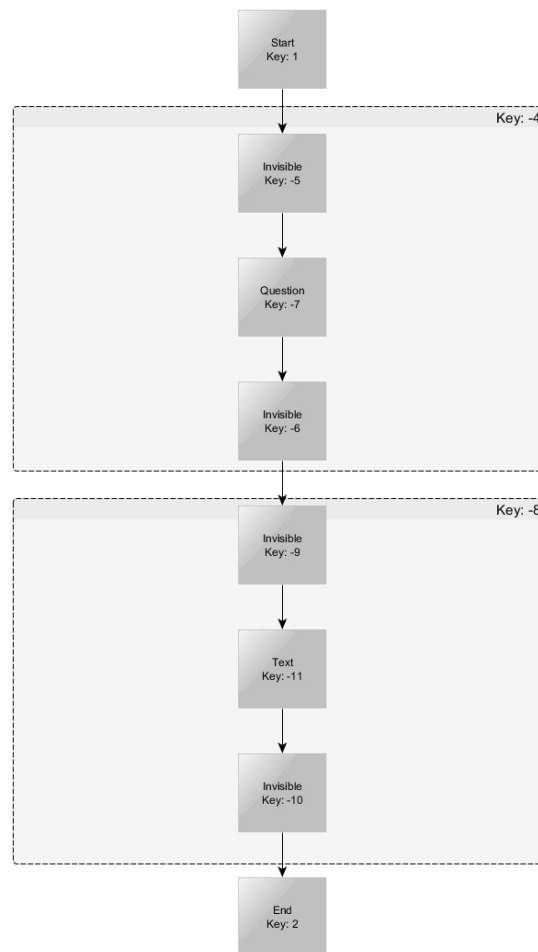 Start
Key: 1
Key: -4
Invisible
Key: -5
Question
Key: -7
Invisible
Key: -6
Key: -8
Invisible
Key: -9
Text
Key: -11
Invisible
Key: -10
End
Key: 2